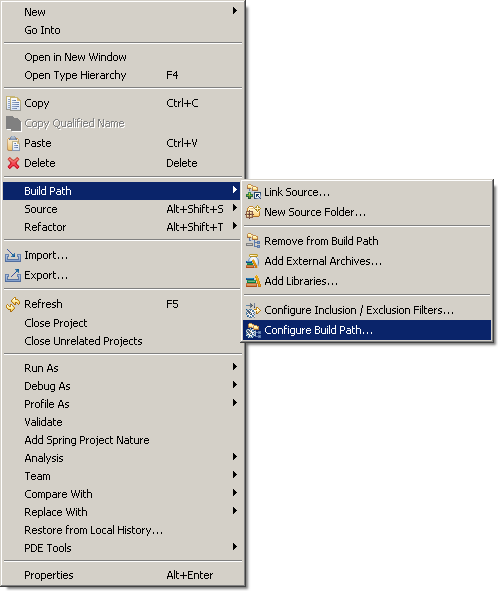 New
Go Into
Open in New Window
Open Type Hierarchy F4
Copy Ctrl+C
Copy Qualified Name
Paste Ctrl+V
Delete Delete
Build Path
Source Alt+Shift+S
Refactor Alt+Shift+T
Import...
Export...
Refresh F5
Close Project
Close Unrelated Projects
Run As
Debug As
Profile As
Validate
Add Spring Project Nature
Analysis
Team
Compare With
Replace With
Restore from Local History...
PDE Tools
Properties Alt+Enter
Link Source...
New Source Folder...
Remove from Build Path
Add External Archives...
Add Libraries...
Configure Inclusion / Exclusion Filters...
Configure Build Path...